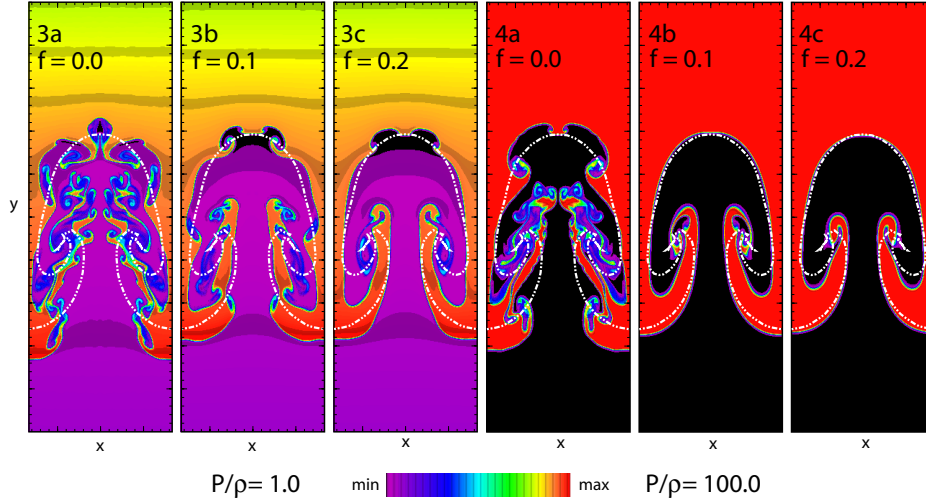 3a
f = 0.0
3b
f = 0.1
3c
f = 0.2
4a
f = 0.0
4b
f = 0.1
4c
f = 0.2
y
x
x
x
x
x
x
P/ρ= 1.0
min
max
P/ρ= 100.0